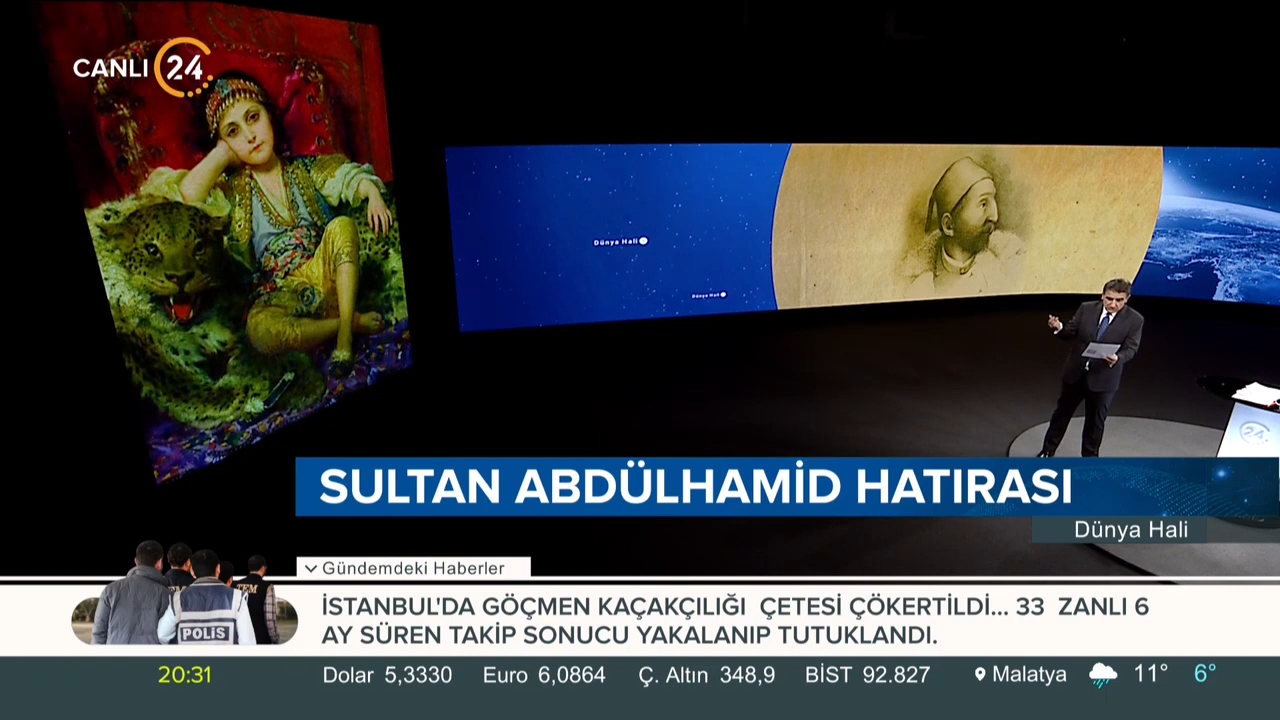 CANLI 24
Dünya Hali
Dünya Hali
24
SULTAN ABDÜLHAMİD HATIRASI
Dünya Hali
Gündemdeki Haberler
POLİS
İSTANBUL'DA GÖÇMEN KAÇAKÇILIĞI ÇETESİ ÇÖKERTİLDİ... 33 ZANLI 6
AY SÜREN TAKİP SONUCU YAKALANIP TUTUKLANDI.
20:31 Dolar 5,3330 Euro 6,0864 Ç. Altın 348,9 BİST 92.827 Malatya 11° 6°